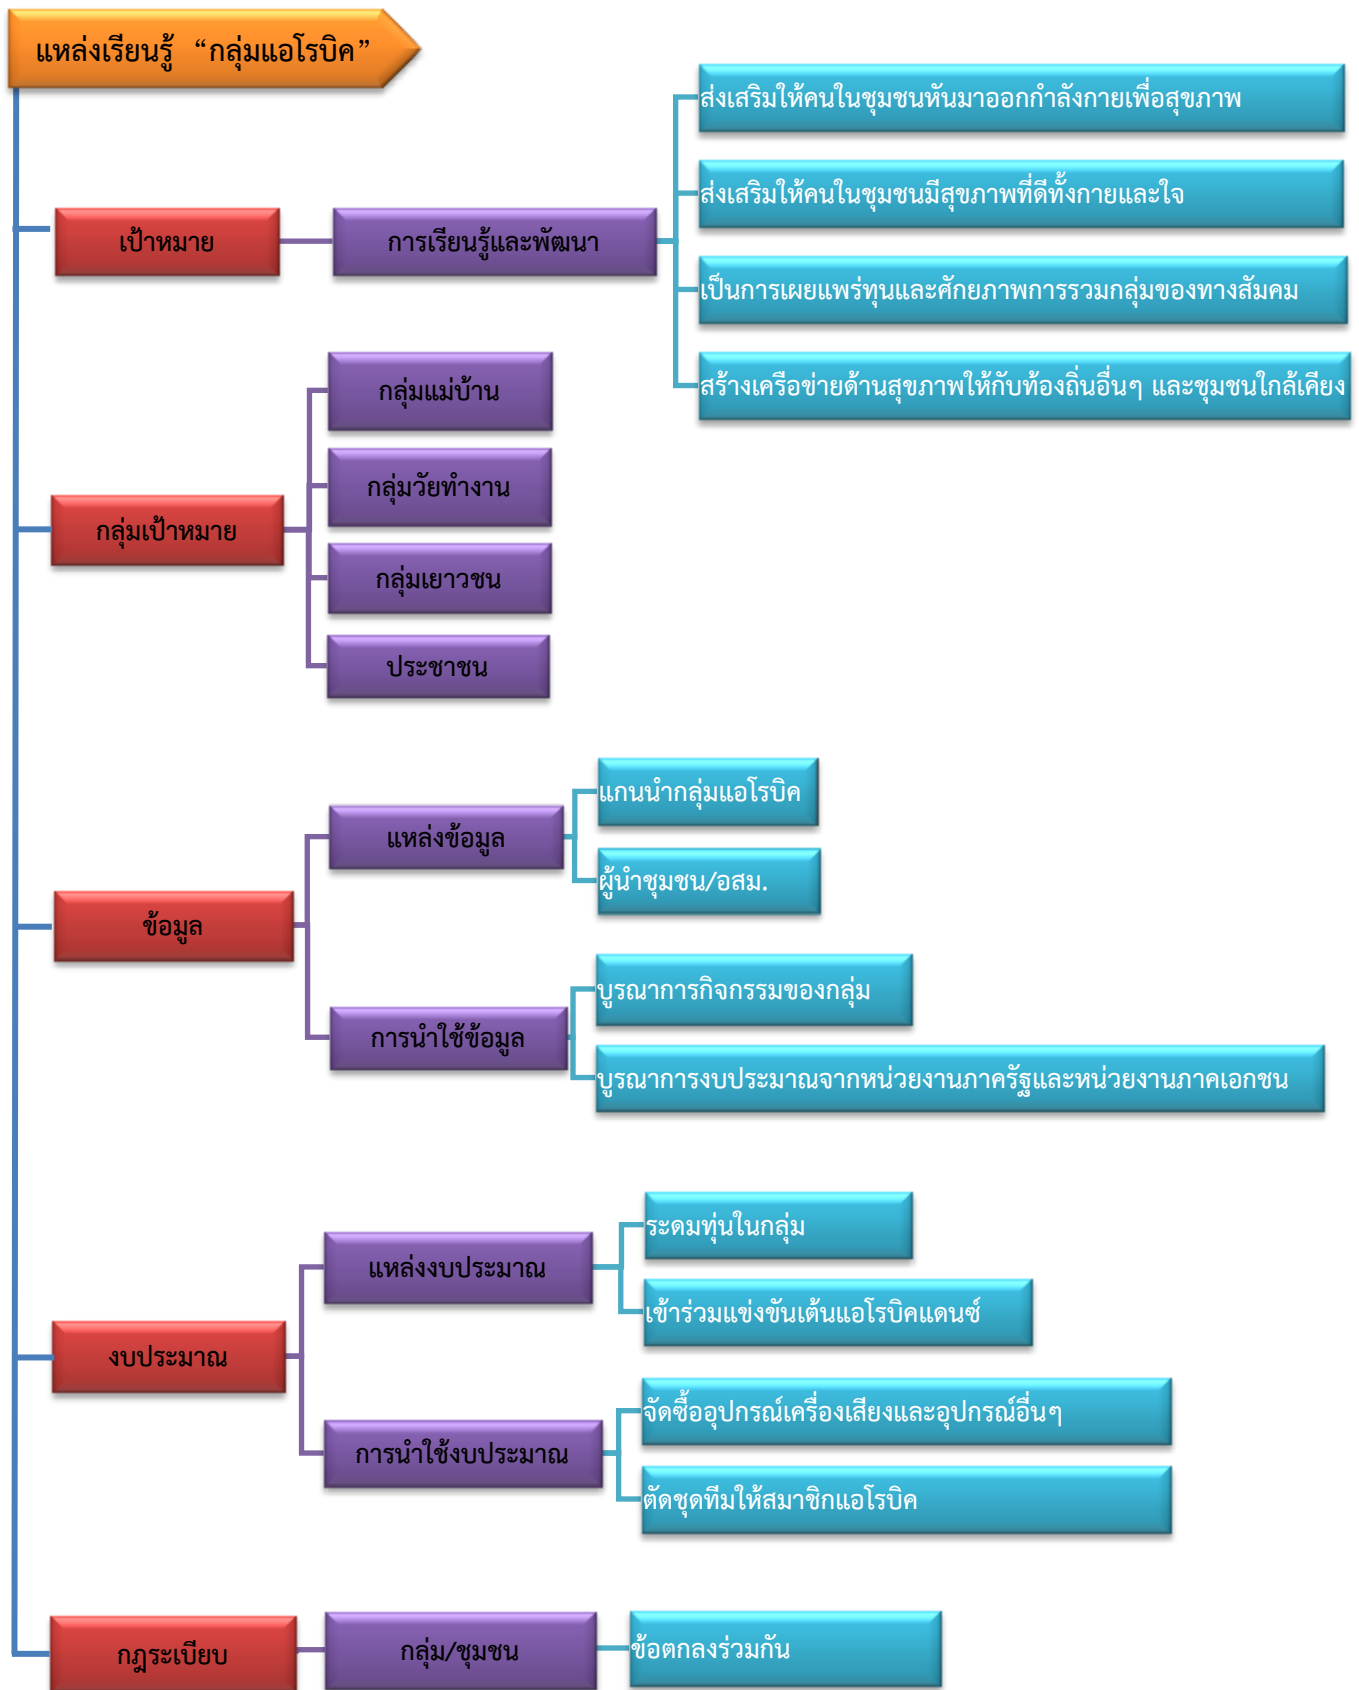 แหล่งเรียนรู้ “กลุ่มแอโรบิค”
เป้าหมาย
การเรียนรู้และพัฒนา
ส่งเสริมให้คนในชุมชนหันมาออกกำลังกายเพื่อสุขภาพ
ส่งเสริมให้คนในชุมชนมีสุขภาพที่ดีทั้งกายและใจ
เป็นการเผยแพร่ทุนและศักยภาพการรวมกลุ่มของทางสัมคม
สร้างเครือข่ายด้านสุขภาพให้กับท้องถิ่นอื่นๆ และชุมชนใกล้เคียง
กลุ่มเป้าหมาย
กลุ่มแม่บ้าน
กลุ่มวัยทำงาน
กลุ่มเยาวชน
ประชาชน
ข้อมูล
แหล่งข้อมูล
แกนนำกลุ่มแอโรบิค
ผู้นำชุมชน/อสม.
การนำใช้ข้อมูล
บูรณาการกิจกรรมของกลุ่ม
บูรณาการงบประมาณจากหน่วยงานภาครัฐและหน่วยงานภาคเอกชน
งบประมาณ
แหล่งงบประมาณ
ระดมทุ่นในกลุ่ม
เข้าร่วมแข่งขันเต้นแอโรบิคแดนซ์
การนำใช้งบประมาณ
จัดซื้ออุปกรณ์เครื่องเสียงและอุปกรณ์อื่นๆ
ตัดชุดทีมให้สมาชิกแอโรบิค
กฎระเบียบ
กลุ่ม/ชุมชน
ข้อตกลงร่วมกัน